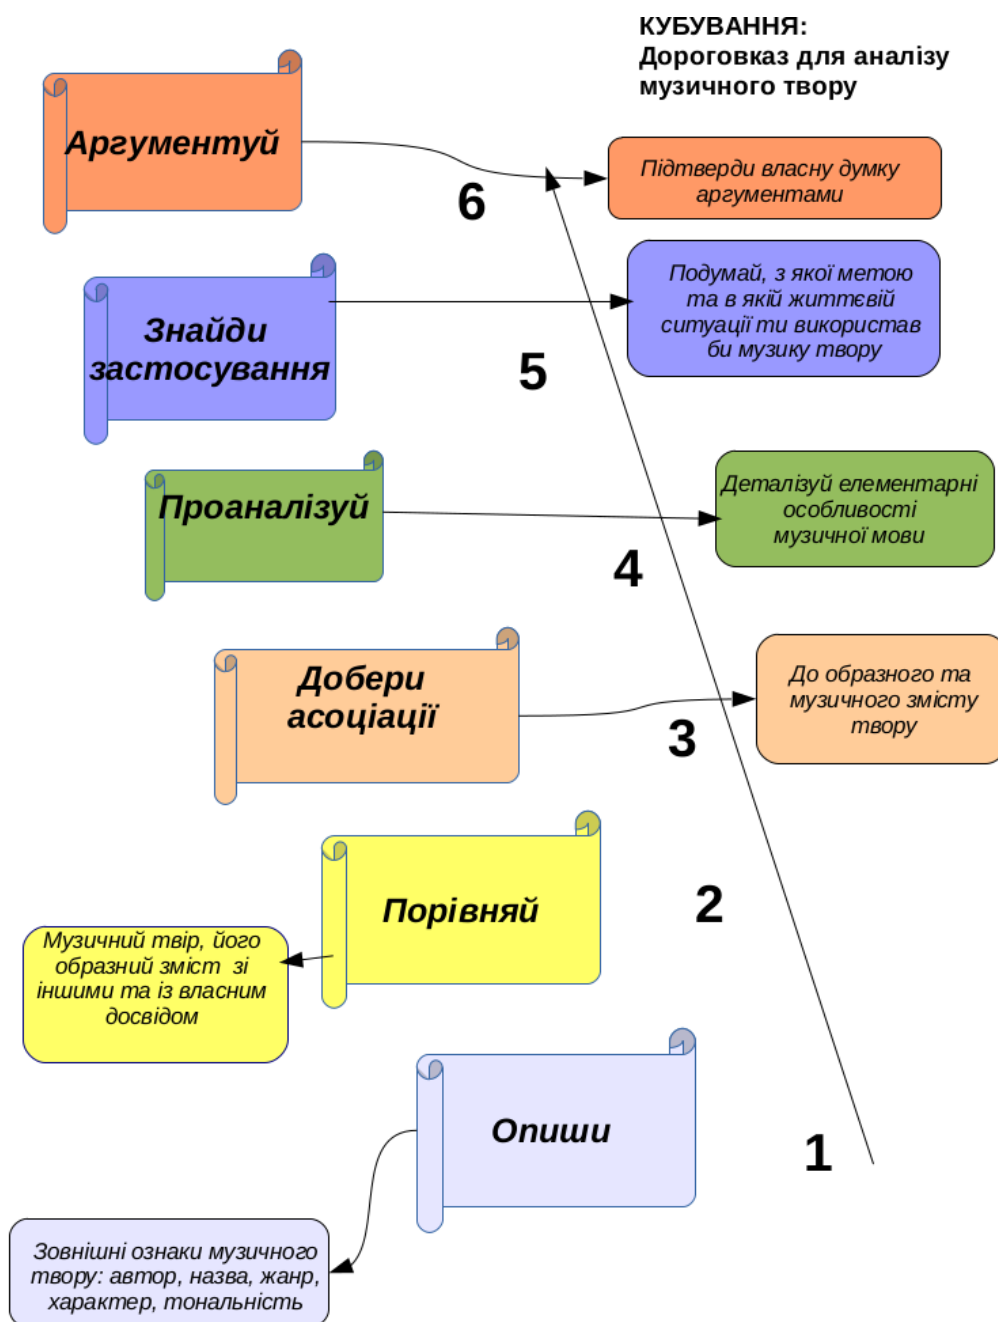 КУБУВАННЯ:
Дороговказ для аналізу
музичного твору
Аргументуй
6
Підтверди власну думку
аргументами
Знайди
застосування
5
Подумай, з якої метою
та в якій життєвій
ситуації ти використав
би музику твору
Проаналізуй
4
Деталізуй елементарні
особливості
музичної мови
Добери
асоціації
3
До образного та
музичного змісту
твору
Порівняй
2
Музичний твір, його
образний зміст зі
іншими та із власним
досвідом
Опиши
1
Зовнішні ознаки музичного
твору: автор, назва, жанр,
характер, тональність